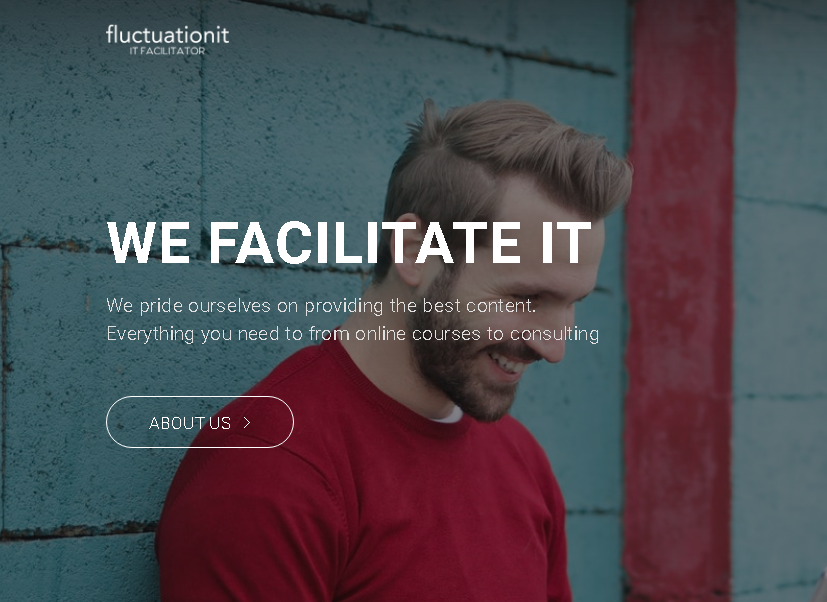 fluctuationit
IT FACILITATOR
WE FACILITATE IT
We pride ourselves on providing the best content.
Everything you need to from online courses to consulting
ABOUT US